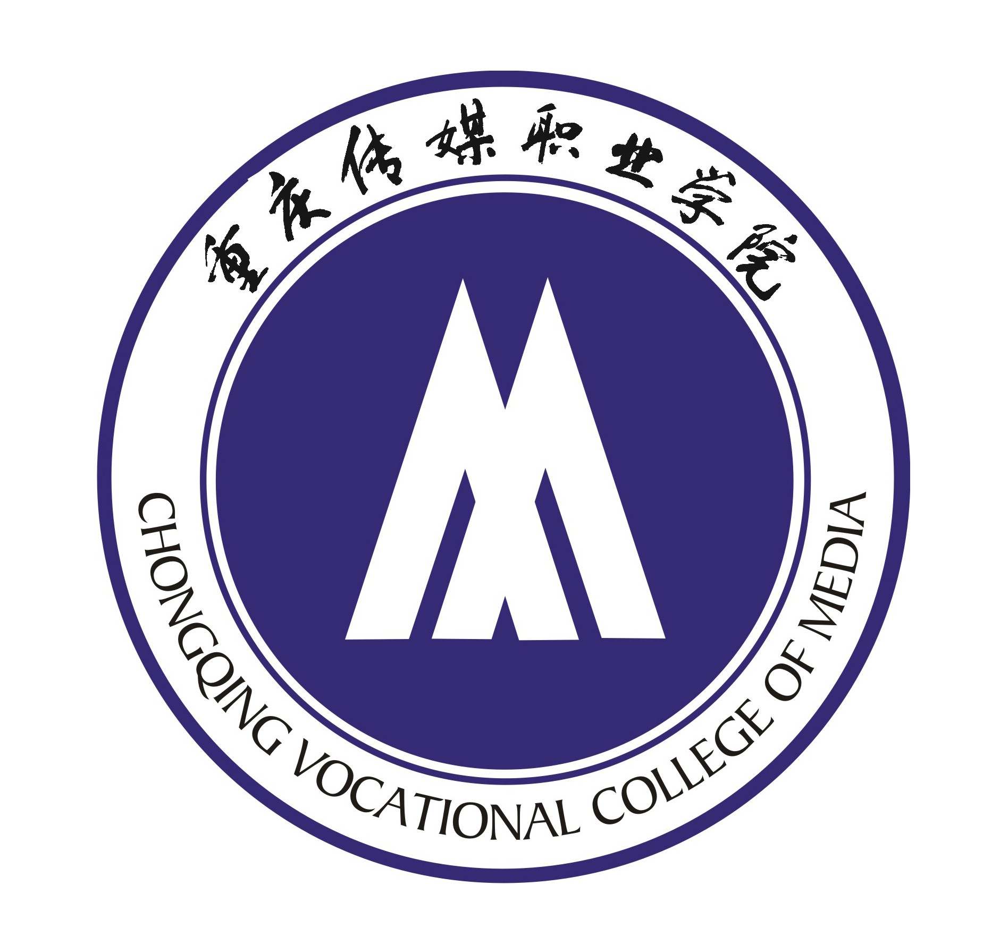 重庆传媒职业学院
CHONGQING VOCATIONAL COLLEGE OF MEDIA